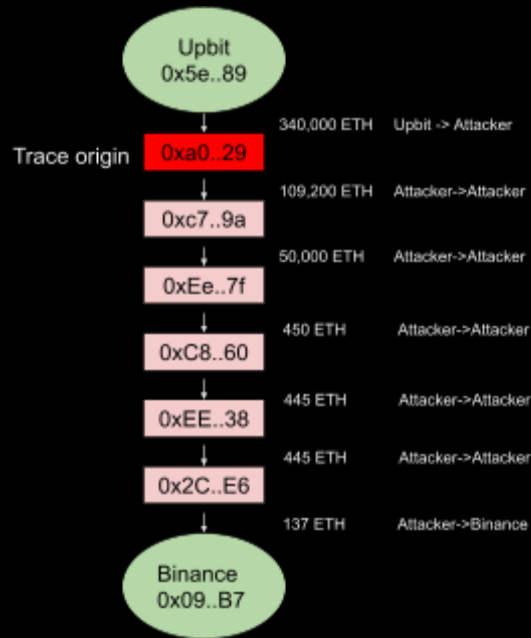 Upbit
0x5e..89
340,000 ETH Upbit -> Attacker
Trace origin 0xa0..29
109,200 ETH Attacker->Attacker
0xc7..9a
50,000 ETH Attacker->Attacker
0xEe..7f
450 ETH Attacker->Attacker
0xC8..60
445 ETH Attacker->Attacker
0xEE..38
445 ETH Attacker->Attacker
0x2C..E6
137 ETH Attacker->Binance
Binance
0x09..B7